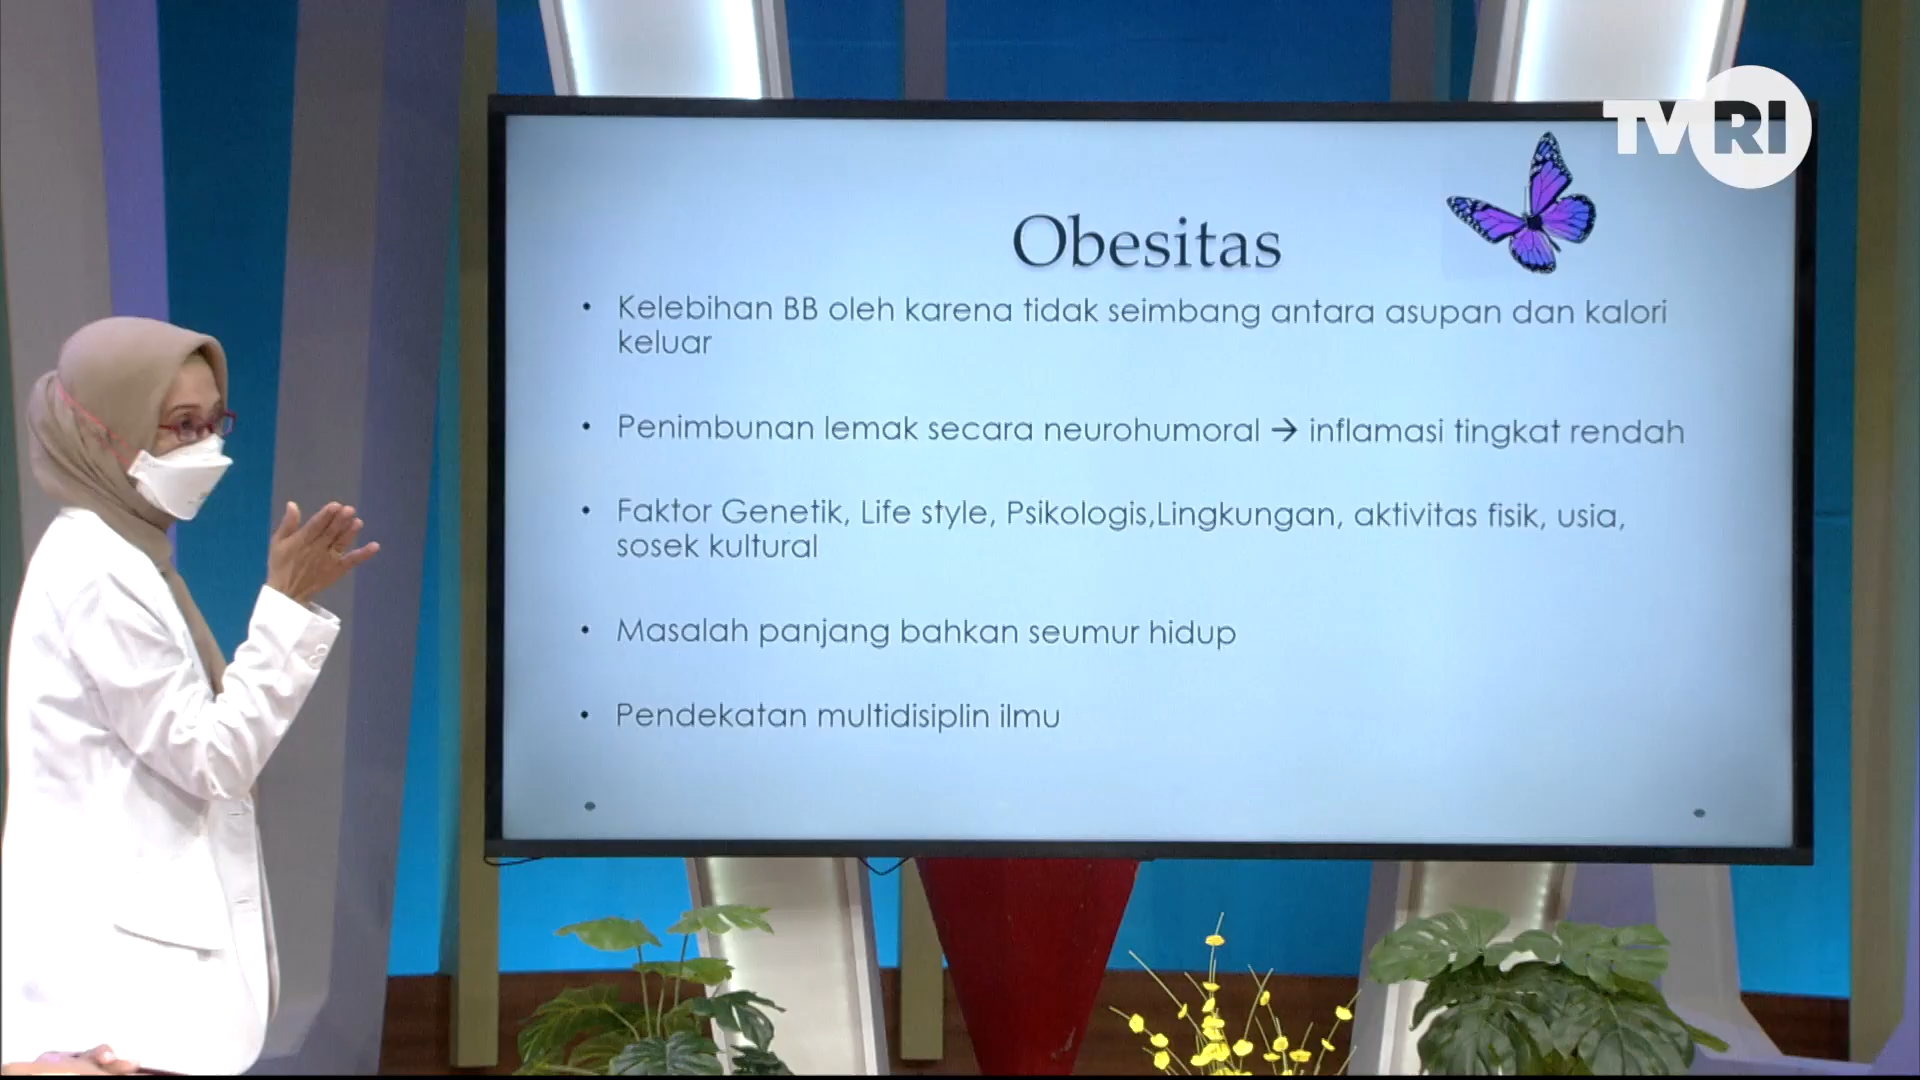 TVRI
Obesitas
• Kelebihan BB oleh karena tidak seimbang antara asupan dan kalori
keluar
• Penimbunan lemak secara neurohumoral → inflamasi tingkat rendah
• Faktor Genetik, Life style, Psikologis,Lingkungan, aktivitas fisik, usia,
sosek kultural
• Masalah panjang bahkan seumur hidup
• Pendekatan multidisiplin ilmu